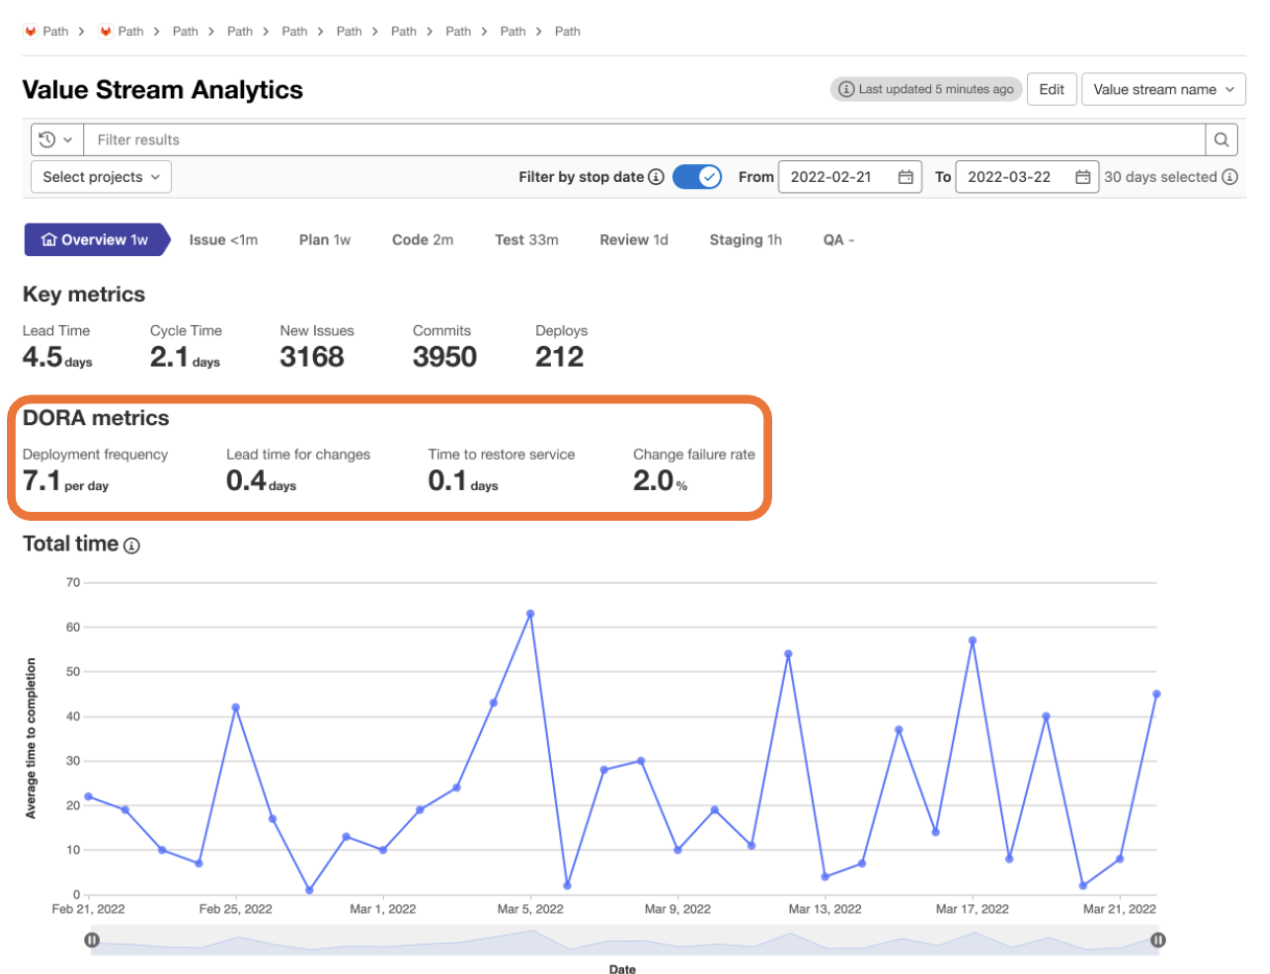 Path > Path > Path > Path > Path > Path > Path > Path > Path > Path
Value Stream Analytics
Last updated 5 minutes ago Edit Value stream name
Filter results
Select projects Filter by stop date From 2022-02-21 To 2022-03-22 30 days selected
Overview 1w Issue <1m Plan 1w Code 2m Test 33m Review 1d Staging 1h QA -
Key metrics
Lead Time Cycle Time New Issues Commits Deploys
4.5 days 2.1 days 3168 3950 212
DORA metrics
Deployment frequency Lead time for changes Time to restore service Change failure rate
7.1 per day 0.4 days 0.1 days 2.0 %
Total time
Average time to completion
70
60
50
40
30
20
10
0
Feb 21, 2022 Feb 25, 2022 Mar 1, 2022 Mar 5, 2022 Mar 9, 2022 Mar 13, 2022 Mar 17, 2022 Mar 21, 2022
Date